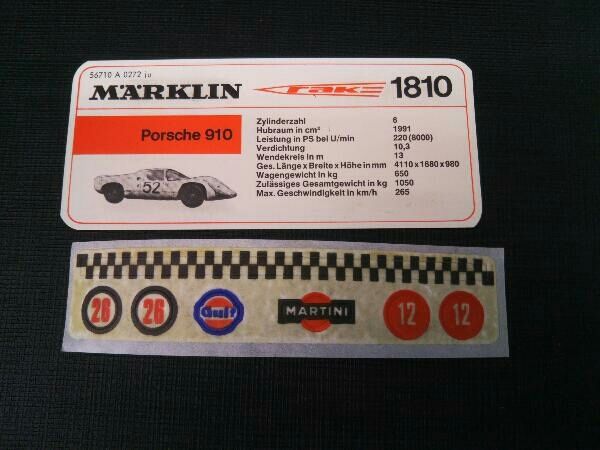 56710 A 0272 ju
MÄRKLIN rak 1810
Porsche 910
52
Zylinderzahl 6
Hubraum in cm³ 1991
Leistung in PS bei U/min 220 (8000)
Verdichtung 10,3
Wendekreis in m 13
Ges. Länge x Breite x Höhe in mm 4110 x 1680 x 980
Wagengewicht in kg 650
Zulässiges Gesamtgewicht in kg 1050
Max. Geschwindigkeit in km/h 265
26 26 Gulf MARTINI 12 12